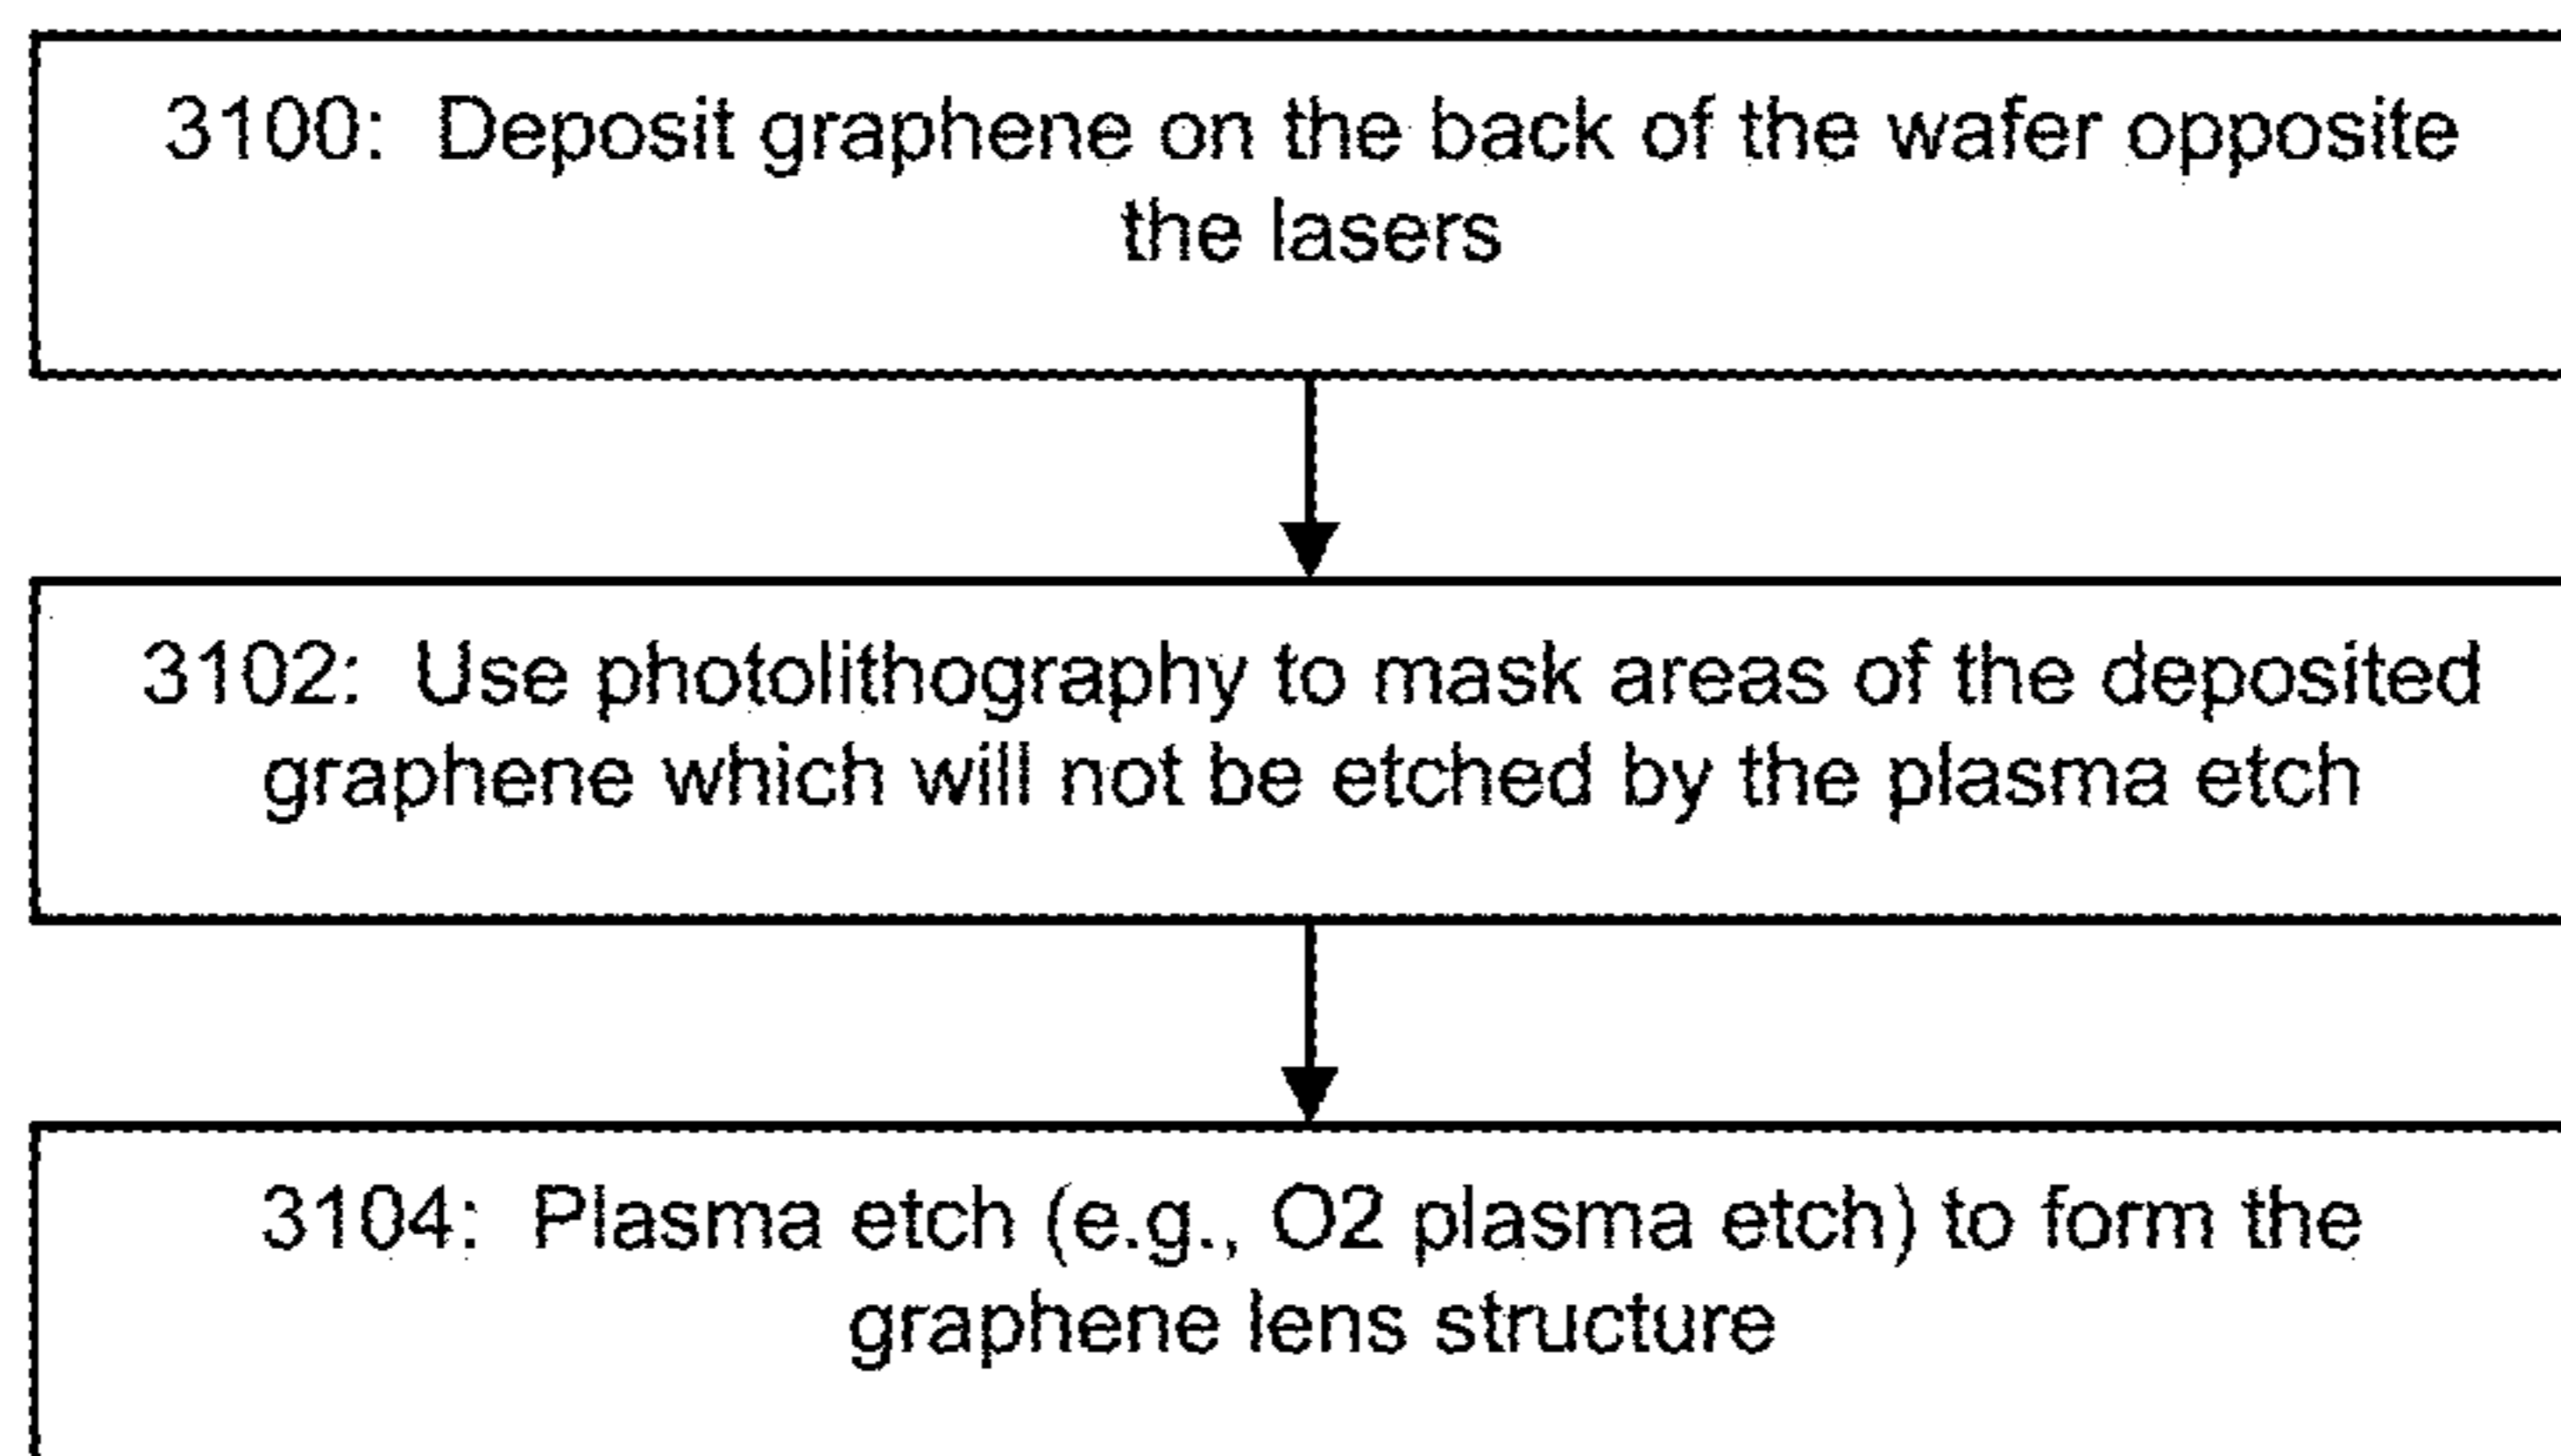 3100: Deposit graphene on the back of the wafer opposite
the lasers
3102: Use photolithography to mask areas of the deposited
graphene which will not be etched by the plasma etch
3104: Plasma etch (e.g., O2 plasma etch) to form the
graphene lens structure